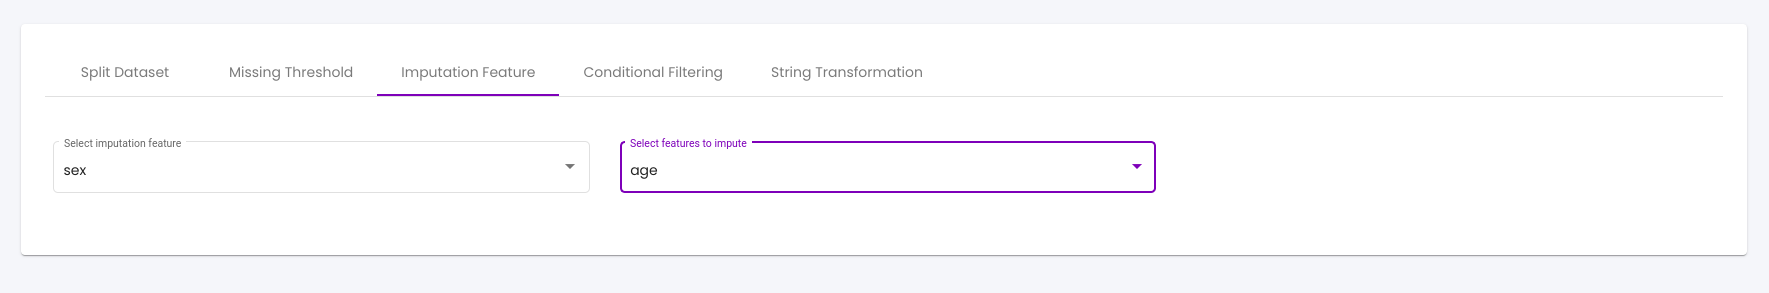 Split Dataset Missing Threshold Imputation Feature Conditional Filtering String Transformation
Select imputation feature Select features to impute
sex age